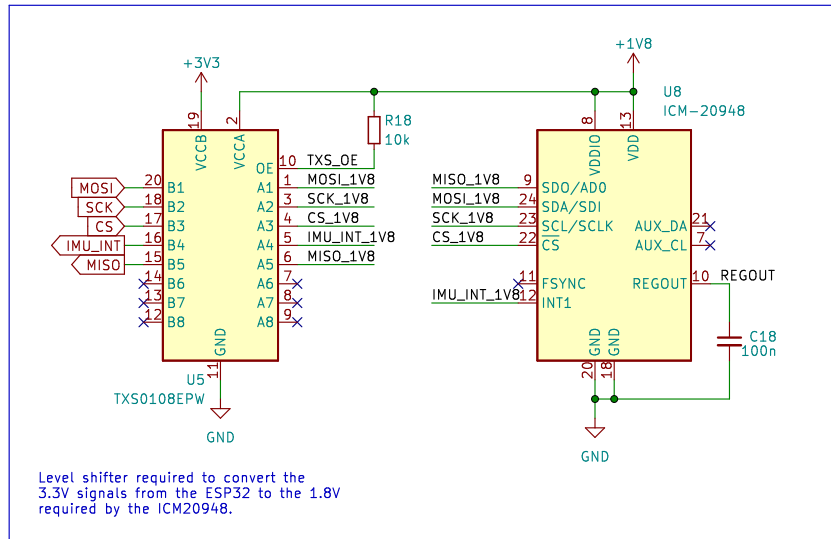 +1V8
+3V3
U8
ICM-20948
19
2
8
13
VCCB
VCCA
VDDIO
VDD
R18
10k
OE
10
TXS_OE
MOSI
20
B1
A1
1
MOSI_1V8
SCK
18
B2
A2
3
SCK_1V8
CS
17
B3
A3
4
CS_1V8
IMU_INT
16
B4
A4
5
IMU_INT_1V8
MISO
15
B5
A5
6
MISO_1V8
14
B6
A6
7
13
B7
A7
8
12
B8
A8
9
GND
11
U5
TXS0108EPW
GND
MISO_1V8
9
SDO/AD0
MOSI_1V8
24
SDA/SDI
SCK_1V8
23
SCL/SCLK
CS_1V8
22
CS
11
FSYNC
IMU_INT_1V8
12
INT1
AUX_DA
21
AUX_CL
7
REGOUT
10
REGOUT
C18
100n
GND
GND
20
18
GND
Level shifter required to convert the
3.3V signals from the ESP32 to the 1.8V
required by the ICM20948.